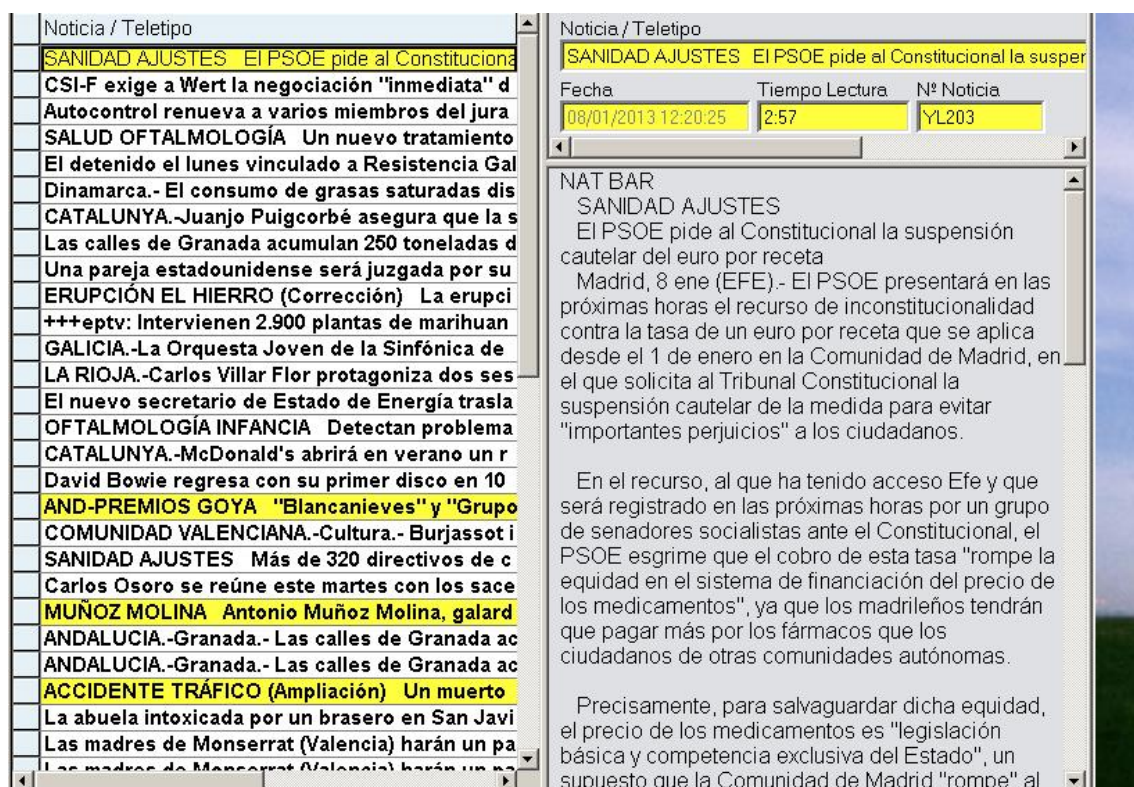 Noticia / Teletipo
SANIDAD AJUSTES El PSOE pide al Constituciona
CSI-F exige a Wert la negociación "inmediata" d
Autocontrol renueva a varios miembros del jura
SALUD OFTALMOLOGÍA Un nuevo tratamiento
El detenido el lunes vinculado a Resistencia Gal
Dinamarca.- El consumo de grasas saturadas dis
CATALUNYA.-Juanjo Puigcorbé asegura que la s
Las calles de Granada acumulan 250 toneladas d
Una pareja estadounidense será juzgada por su
ERUPCIÓN EL HIERRO (Corrección) La erupci
+++eptv: Intervienen 2.900 plantas de marihuan
GALICIA.-La Orquesta Joven de la Sinfónica de
LA RIOJA.-Carlos Villar Flor protagoniza dos ses
El nuevo secretario de Estado de Energía trasla
OFTALMOLOGÍA INFANCIA Detectan problema
CATALUNYA.-McDonald's abrirá en verano un r
David Bowie regresa con su primer disco en 10
AND-PREMIOS GOYA "Blancanieves" y "Grupo
COMUNIDAD VALENCIANA.-Cultura.- Burjassot i
SANIDAD AJUSTES Más de 320 directivos de c
Carlos Osoro se reúne este martes con los sace
MUÑOZ MOLINA Antonio Muñoz Molina, galard
ANDALUCIA.-Granada.- Las calles de Granada ac
ANDALUCIA.-Granada.- Las calles de Granada ac
ACCIDENTE TRÁFICO (Ampliación) Un muerto
La abuela intoxicada por un brasero en San Javi
Las madres de Monserrat (Valencia) harán un pa
Las madres de Monserrat (Valencia) harán un pa
Noticia / Teletipo
SANIDAD AJUSTES El PSOE pide al Constitucional la susper
Fecha Tiempo Lectura Nº Noticia
08/01/2013 12:20:25 2:57 YL203
NAT BAR
SANIDAD AJUSTES
El PSOE pide al Constitucional la suspensión
cautelar del euro por receta
Madrid, 8 ene (EFE).- El PSOE presentará en las
próximas horas el recurso de inconstitucionalidad
contra la tasa de un euro por receta que se aplica
desde el 1 de enero en la Comunidad de Madrid, en
el que solicita al Tribunal Constitucional la
suspensión cautelar de la medida para evitar
"importantes perjuicios" a los ciudadanos.
En el recurso, al que ha tenido acceso Efe y que
será registrado en las próximas horas por un grupo
de senadores socialistas ante el Constitucional, el
PSOE esgrime que el cobro de esta tasa "rompe la
equidad en el sistema de financiación del precio de
los medicamentos", ya que los madrileños tendrán
que pagar más por los fármacos que los
ciudadanos de otras comunidades autónomas.
Precisamente, para salvaguardar dicha equidad,
el precio de los medicamentos es "legislación
básica y competencia exclusiva del Estado", un
supuesto que la Comunidad de Madrid "rompe" al